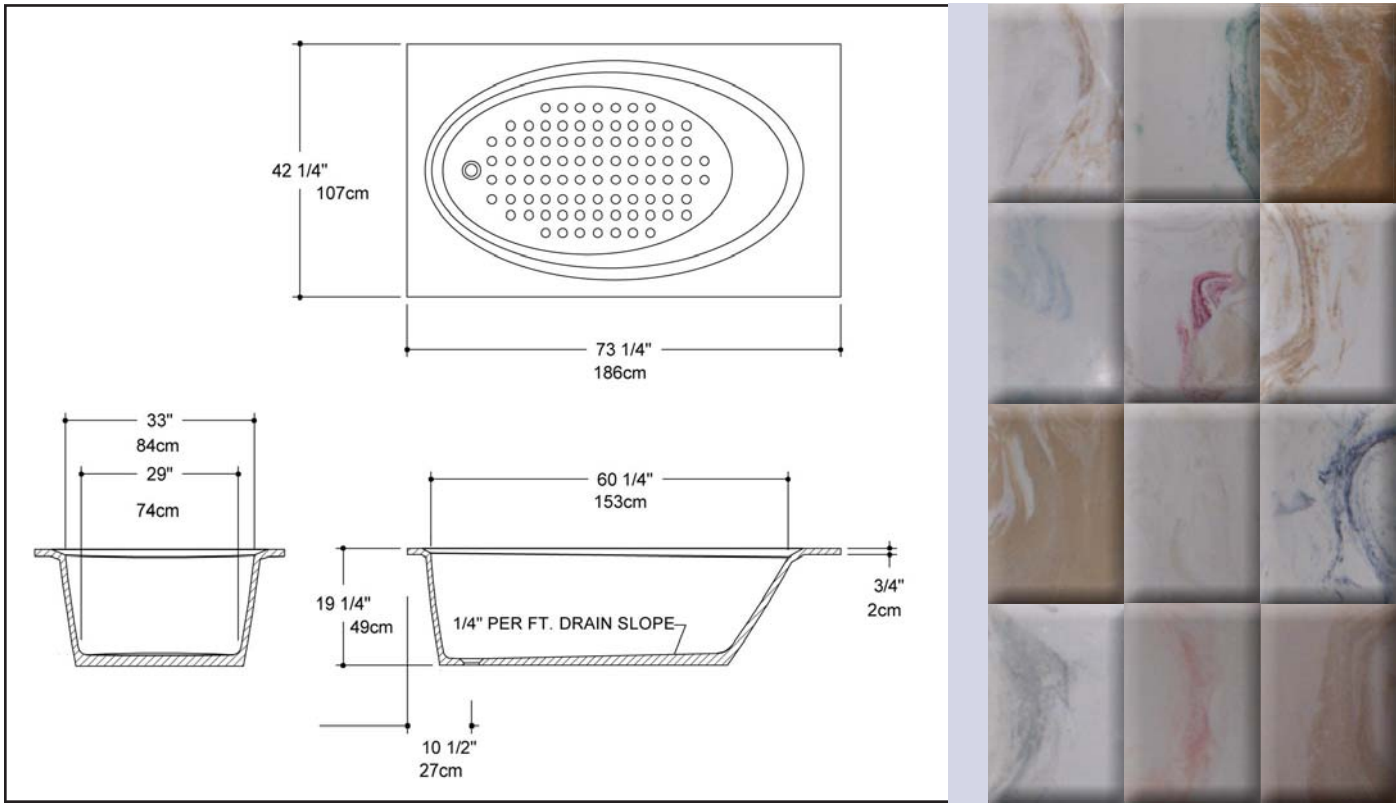 42 1/4"
107cm
73 1/4"
186cm
33"
84cm
29"
74cm
60 1/4"
153cm
19 1/4"
49cm
1/4" PER FT. DRAIN SLOPE
3/4"
2cm
10 1/2"
27cm